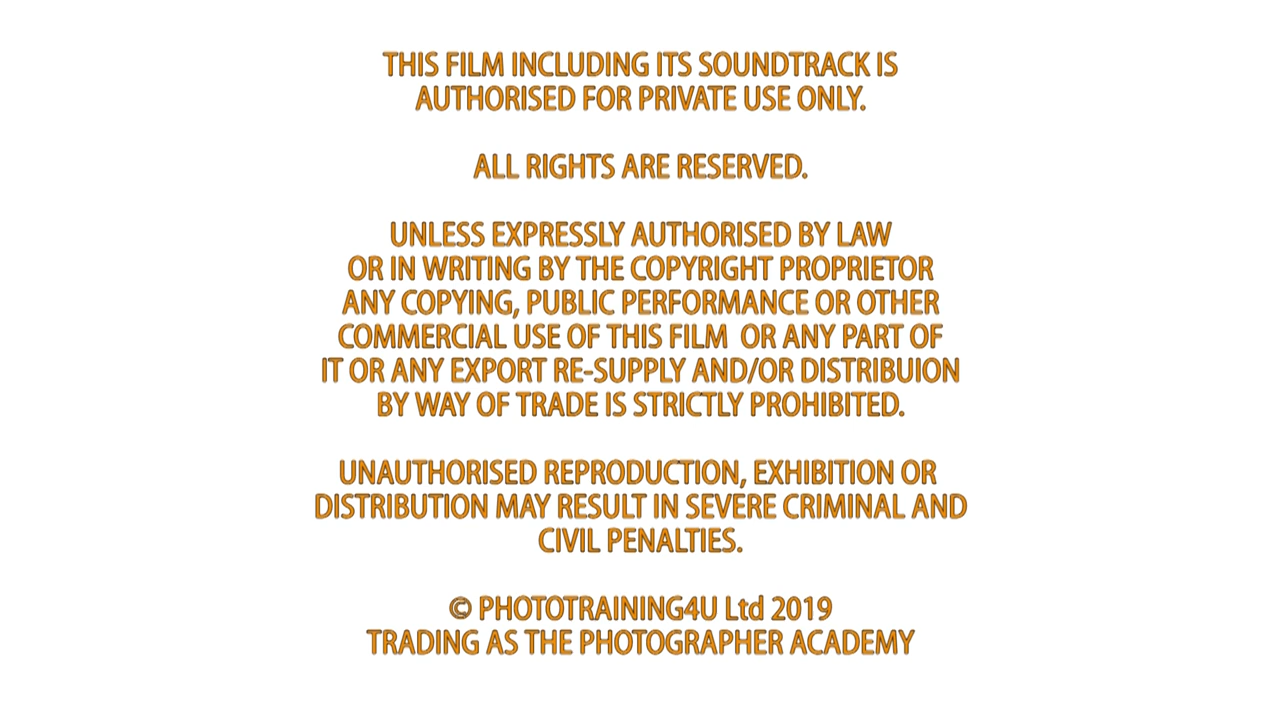 THIS FILM INCLUDING ITS SOUNDTRACK IS
AUTHORISED FOR PRIVATE USE ONLY.
ALL RIGHTS ARE RESERVED.
UNLESS EXPRESSLY AUTHORISED BY LAW
OR IN WRITING BY THE COPYRIGHT PROPRIETOR
ANY COPYING, PUBLIC PERFORMANCE OR OTHER
COMMERCIAL USE OF THIS FILM  OR ANY PART OF
IT OR ANY EXPORT RE-SUPPLY AND/OR DISTRIBUION
BY WAY OF TRADE IS STRICTLY PROHIBITED.
UNAUTHORISED REPRODUCTION, EXHIBITION OR
DISTRIBUTION MAY RESULT IN SEVERE CRIMINAL AND
CIVIL PENALTIES.
© PHOTOTRAINING4U Ltd 2019
TRADING AS THE PHOTOGRAPHER ACADEMY